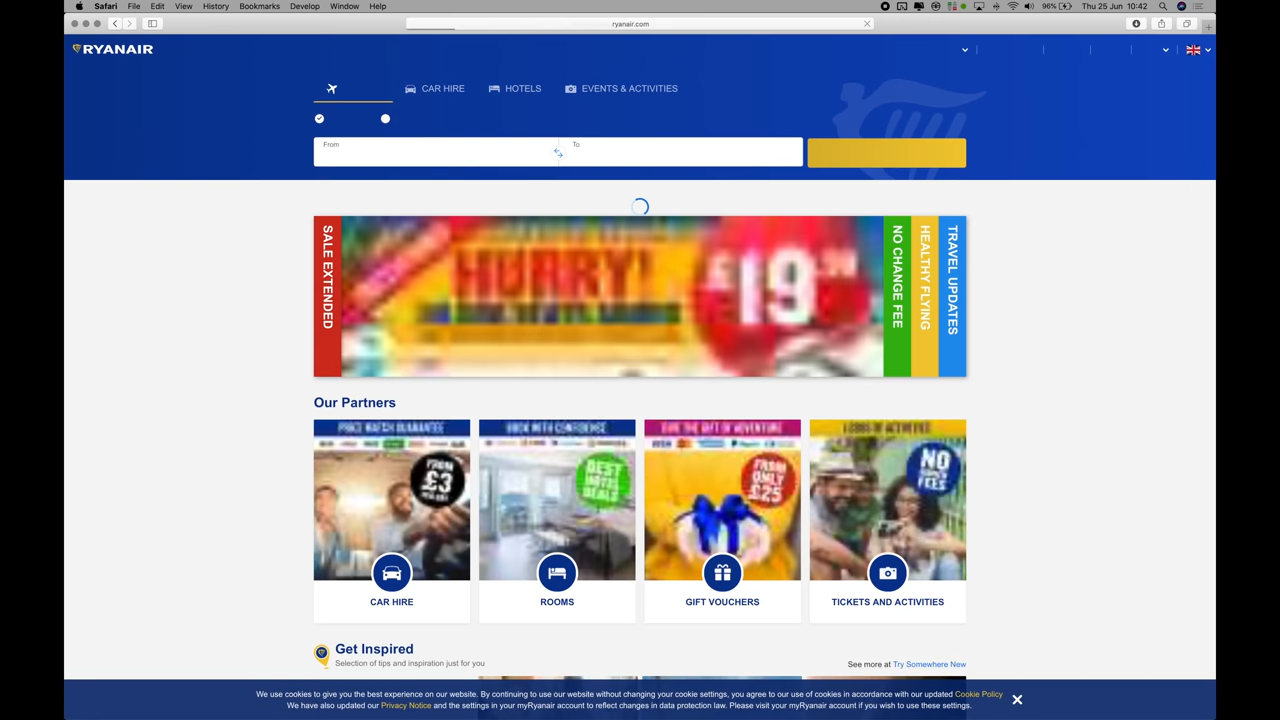 Safari File Edit View History Bookmarks Develop Window Help
96% Thu 25 Jun 10:42
ryanair.com
RYANAIR
CAR HIRE HOTELS EVENTS & ACTIVITIES
From To
SALE EXTENDED
HURRY!
£19
NO CHANGE FEE
HEALTHY FLYING
TRAVEL UPDATES
Our Partners
PRICE MATCH GUARANTEE
BOOK WITH CONFIDENCE
GIVE THE GIFT OF ADVENTURE
FROM
£3
BEST
HOTEL
DEALS
FROM
ONLY
£25
NO
FEES
CAR HIRE
ROOMS
GIFT VOUCHERS
TICKETS AND ACTIVITIES
Get Inspired
Selection of tips and inspiration just for you
See more at Try Somewhere New
We use cookies to give you the best experience on our website. By continuing to use our website without changing your cookie settings, you agree to our use of cookies in accordance with our updated Cookie Policy
We have also updated our Privacy Notice and the settings in your myRyanair account to reflect changes in data protection law. Please visit your myRyanair account if you wish to use these settings.